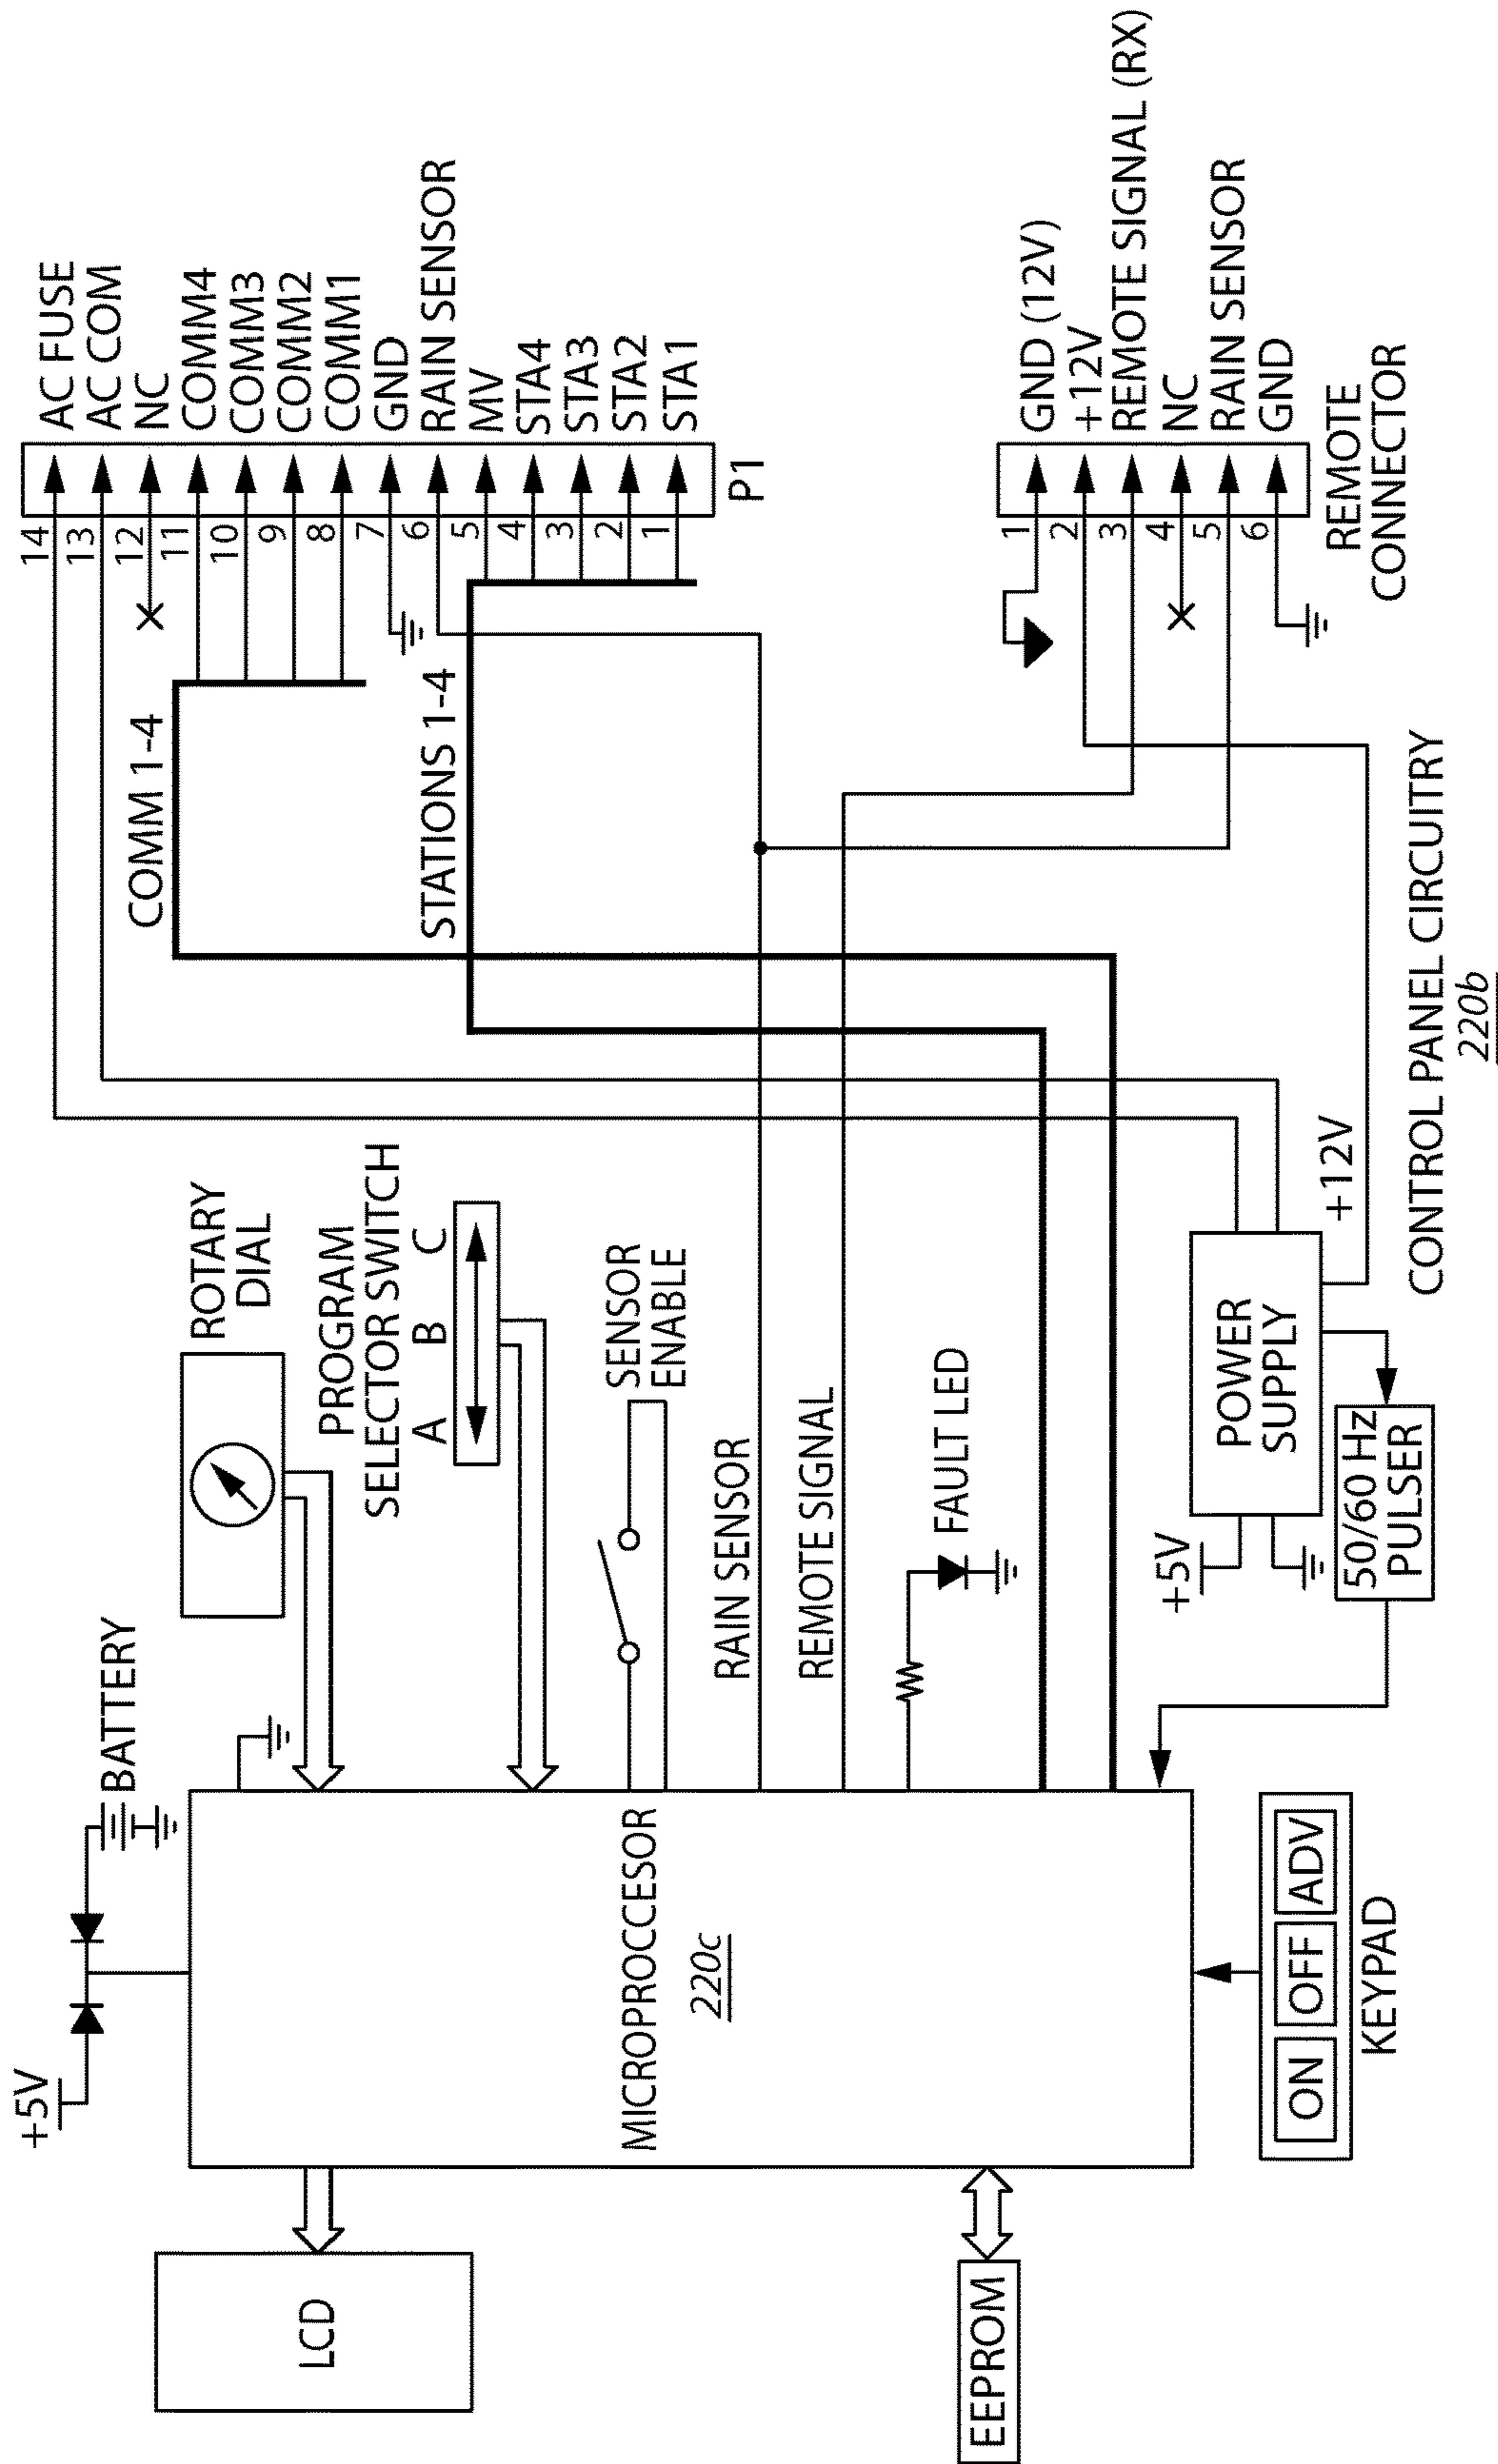 +5V
BATTERY
ROTARY
DIAL
PROGRAM
SELECTOR SWITCH
A B C
SENSOR
ENABLE
RAIN SENSOR
REMOTE SIGNAL
FAULT LED
LCD
MICROPROCCESOR
220c
EEPROM
ON OFF ADV
KEYPAD
+5V
POWER
SUPPLY
50/60 Hz
PULSER
+12V
COMM 1-4
STATIONS 1-4
14 AC FUSE
13 AC COM
12 NC
11 COMM4
10 COMM3
9 COMM2
8 COMM1
7 GND
6 RAIN SENSOR
5 MV
4 STA4
3 STA3
2 STA2
1 STA1
P1
1 GND (12V)
2 +12V
3 REMOTE SIGNAL (RX)
4 NC
5 RAIN SENSOR
6 GND
REMOTE
CONNECTOR
CONTROL PANEL CIRCUITRY
220b